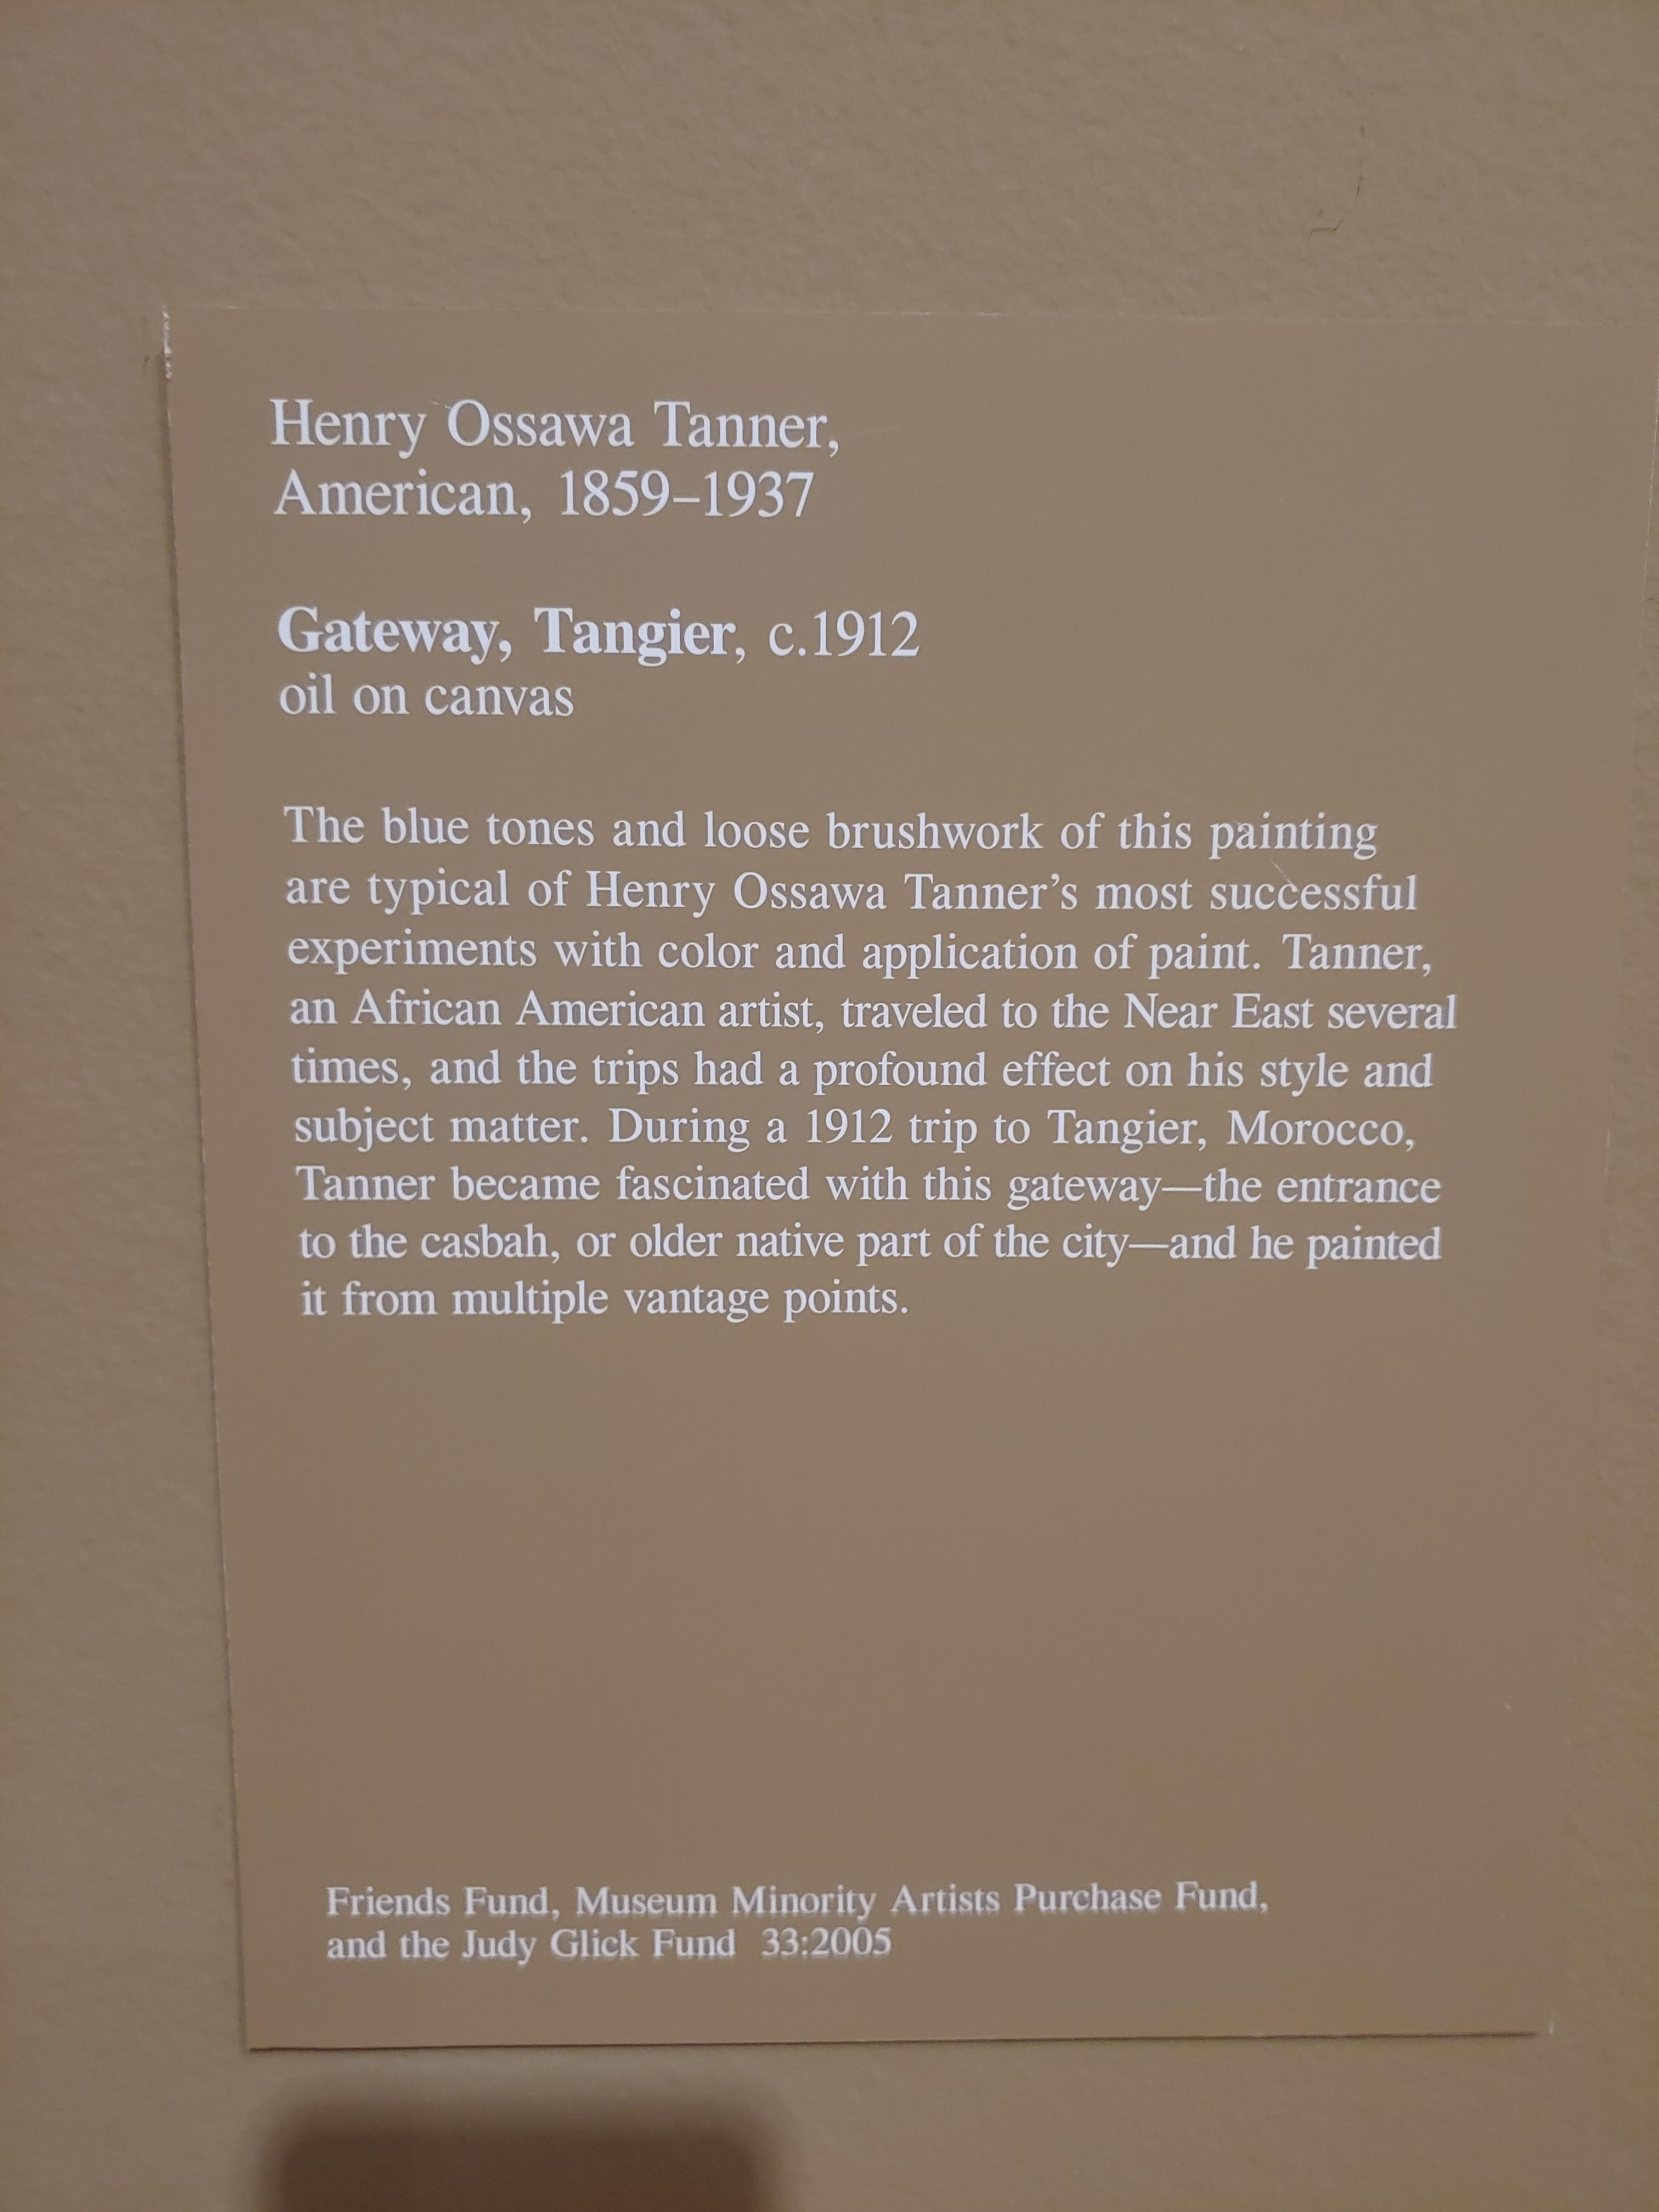 Henry Ossawa Tanner,
American, 1859–1937
Gateway, Tangier, c.1912
oil on canvas
The blue tones and loose brushwork of this painting
are typical of Henry Ossawa Tanner’s most successful
experiments with color and application of paint. Tanner,
an African American artist, traveled to the Near East several
times, and the trips had a profound effect on his style and
subject matter. During a 1912 trip to Tangier, Morocco,
Tanner became fascinated with this gateway—the entrance
to the casbah, or older native part of the city—and he painted
it from multiple vantage points.
Friends Fund, Museum Minority Artists Purchase Fund,
and the Judy Glick Fund 33:2005